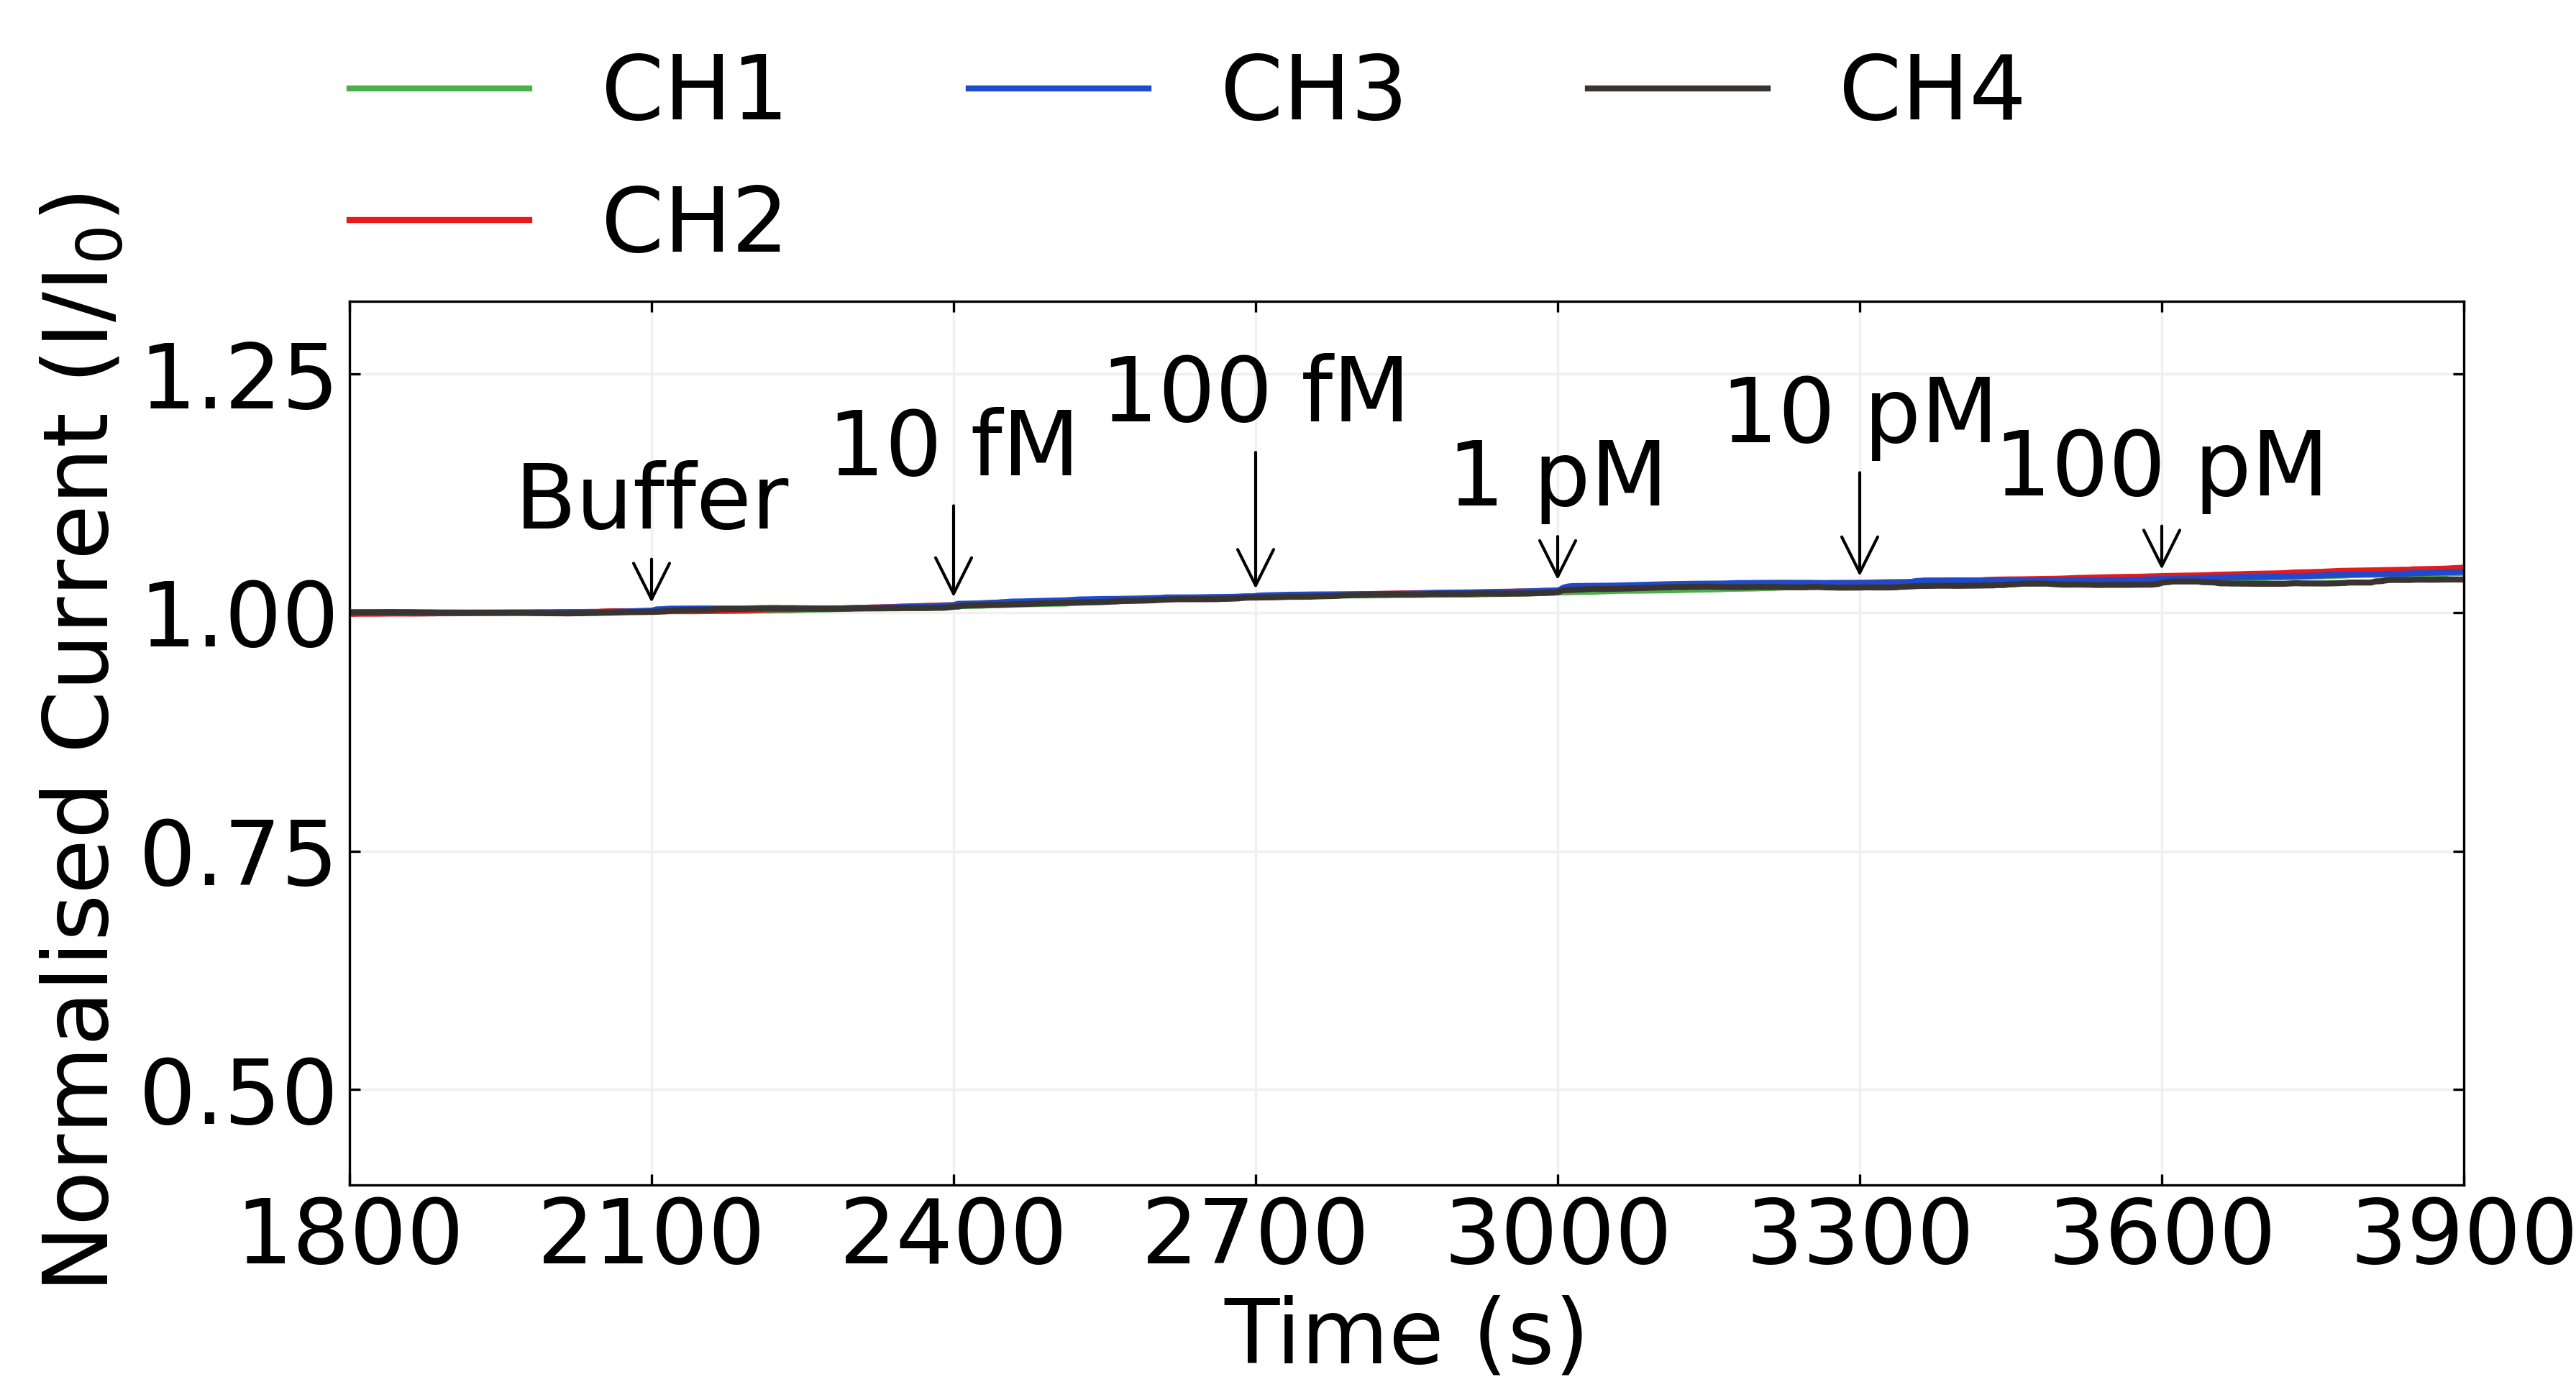 CH1 CH3 CH4
CH2
Normalised Current (I/I₀)
1.25
1.00
0.75
0.50
Buffer
10 fM
100 fM
1 pM
10 pM
100 pM
1800 2100 2400 2700 3000 3300 3600 3900
Time (s)